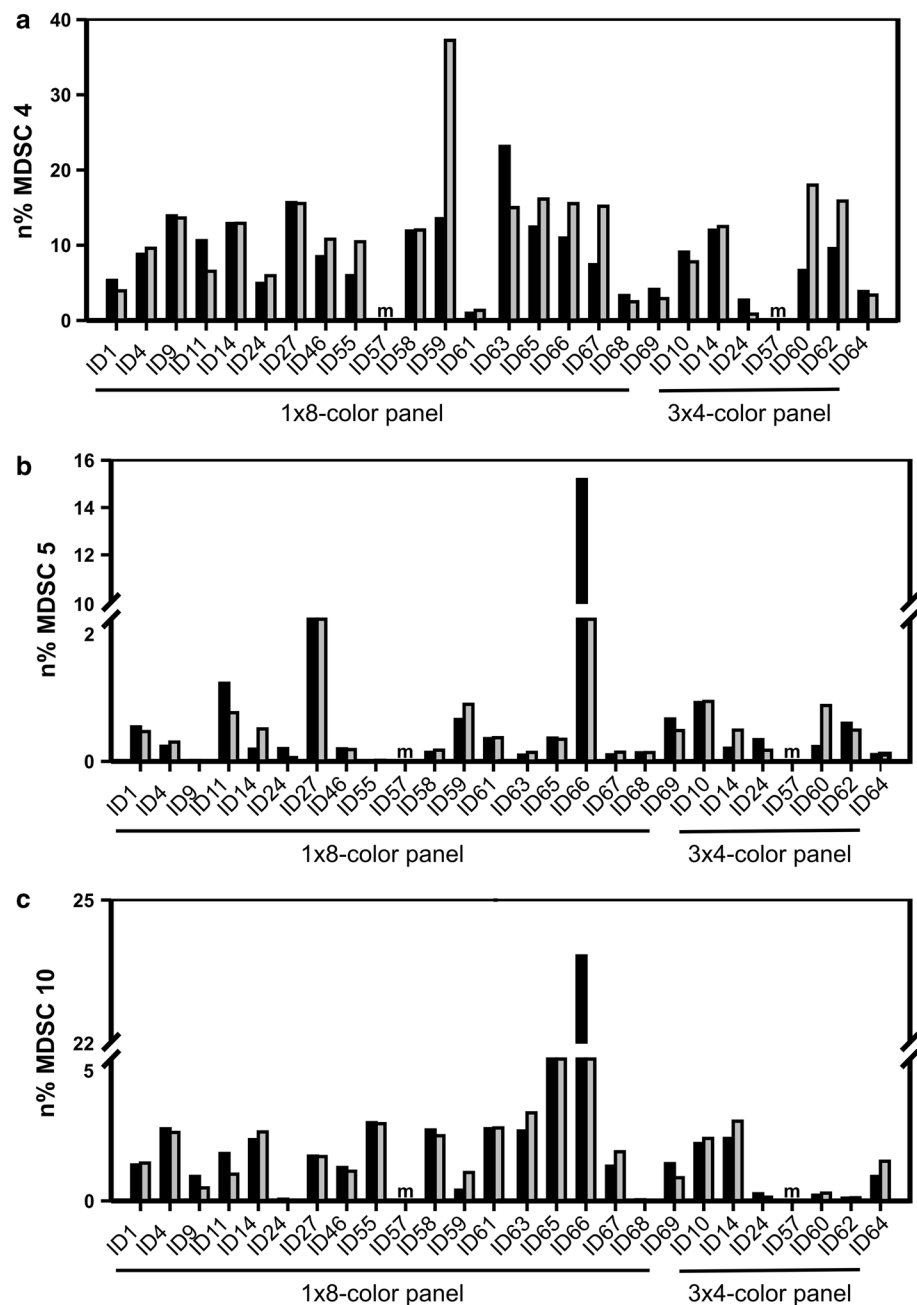 a
n% MDSC 4
40
30
20
10
0
m
m
ID1 ID4 ID9 ID11 ID14 ID24 ID27 ID46 ID55 ID57 ID58 ID59 ID61 ID63 ID65 ID66 ID67 ID68 ID69 ID10 ID14 ID24 ID57 ID60 ID62 ID64
1x8-color panel 3x4-color panel
b
n% MDSC 5
16
14
12
10
2
0
m
m
ID1 ID4 ID9 ID11 ID14 ID24 ID27 ID46 ID55 ID57 ID58 ID59 ID61 ID63 ID65 ID66 ID67 ID68 ID69 ID10 ID14 ID24 ID57 ID60 ID62 ID64
1x8-color panel 3x4-color panel
c
n% MDSC 10
25
22
5
0
m
m
ID1 ID4 ID9 ID11 ID14 ID24 ID27 ID46 ID55 ID57 ID58 ID59 ID61 ID63 ID65 ID66 ID67 ID68 ID69 ID10 ID14 ID24 ID57 ID60 ID62 ID64
1x8-color panel 3x4-color panel